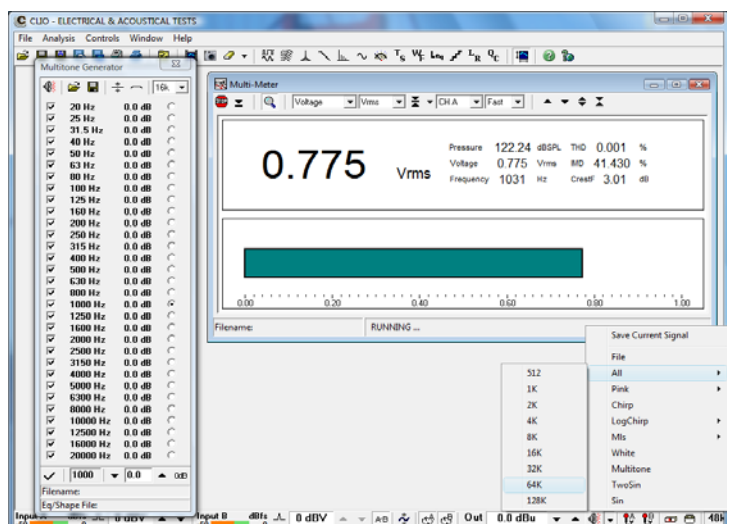 CLIO - ELECTRICAL & ACOUSTICAL TESTS
File Analysis Controls Window Help
Multitone Generator
16k
20 Hz 0.0 dB
25 Hz 0.0 dB
31.5 Hz 0.0 dB
40 Hz 0.0 dB
50 Hz 0.0 dB
63 Hz 0.0 dB
80 Hz 0.0 dB
100 Hz 0.0 dB
125 Hz 0.0 dB
160 Hz 0.0 dB
200 Hz 0.0 dB
250 Hz 0.0 dB
315 Hz 0.0 dB
400 Hz 0.0 dB
500 Hz 0.0 dB
630 Hz 0.0 dB
800 Hz 0.0 dB
1000 Hz 0.0 dB
1250 Hz 0.0 dB
1600 Hz 0.0 dB
2000 Hz 0.0 dB
2500 Hz 0.0 dB
3150 Hz 0.0 dB
4000 Hz 0.0 dB
5000 Hz 0.0 dB
6300 Hz 0.0 dB
8000 Hz 0.0 dB
10000 Hz 0.0 dB
12500 Hz 0.0 dB
16000 Hz 0.0 dB
20000 Hz 0.0 dB
1000 0.0 0dB
Filename:
Eq/Shape File:
Multi-Meter
Voltage Vrms CH A Fast
0.775 Vrms
Pressure 122.24 dBSPL THD 0.001 %
Voltage 0.775 Vrms IMD 41.430 %
Frequency 1031 Hz CrestF 3.01 dB
0.00 0.20 0.40 0.60 0.80 1.00
Filename: RUNNING ...
Save Current Signal
File
All
Pink
Chirp
LogChirp
Mls
White
Multitone
TwoSin
Sin
512
1K
2K
4K
8K
16K
32K
64K
128K
Input B dBfs 0 dBV Out 0.0 dBu 48k